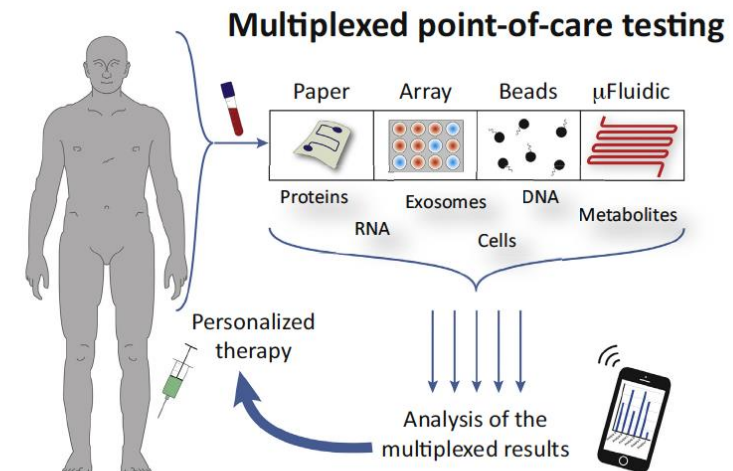 Multiplexed point-of-care testing
Paper Array Beads μFluidic
Proteins Exosomes DNA Metabolites
RNA Cells
Personalized
therapy
Analysis of the
multiplexed results